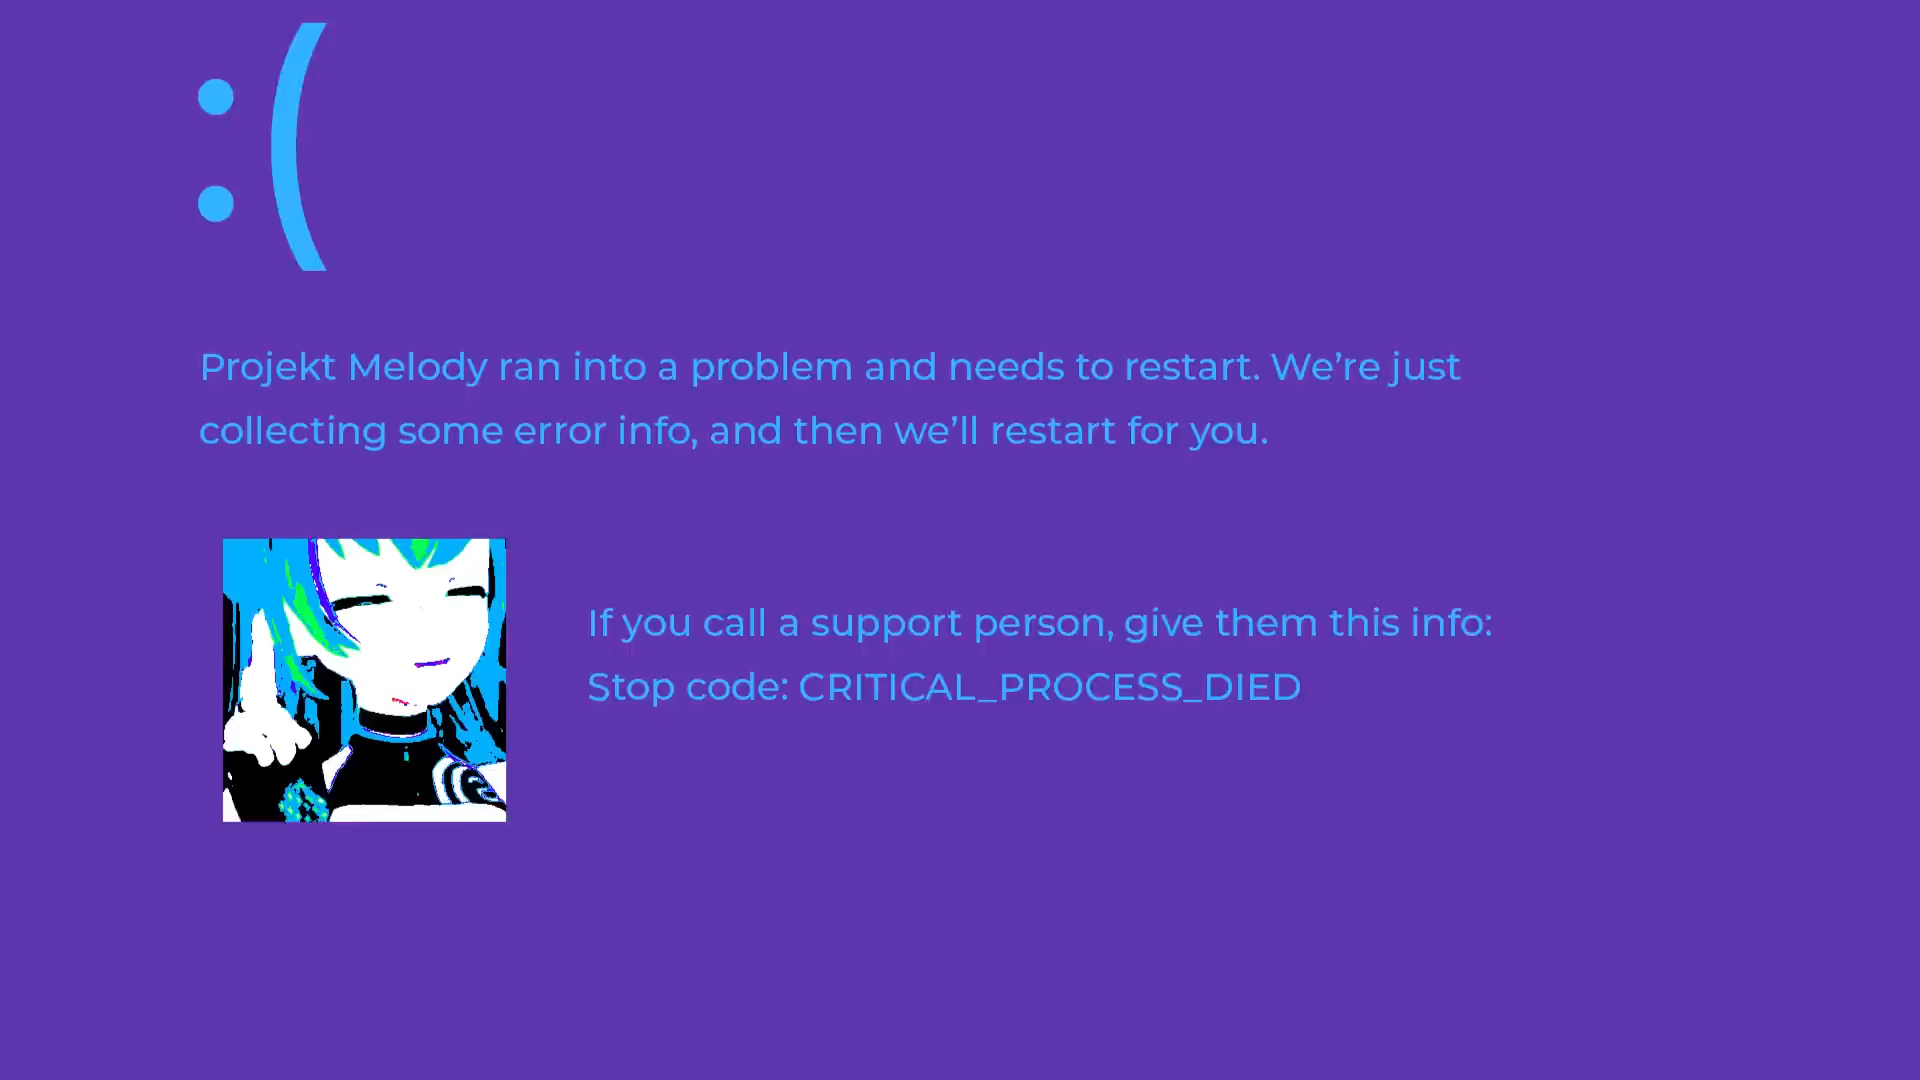 :(
Projekt Melody ran into a problem and needs to restart. We’re just
collecting some error info, and then we’ll restart for you.
If you call a support person, give them this info:
Stop code: CRITICAL_PROCESS_DIED